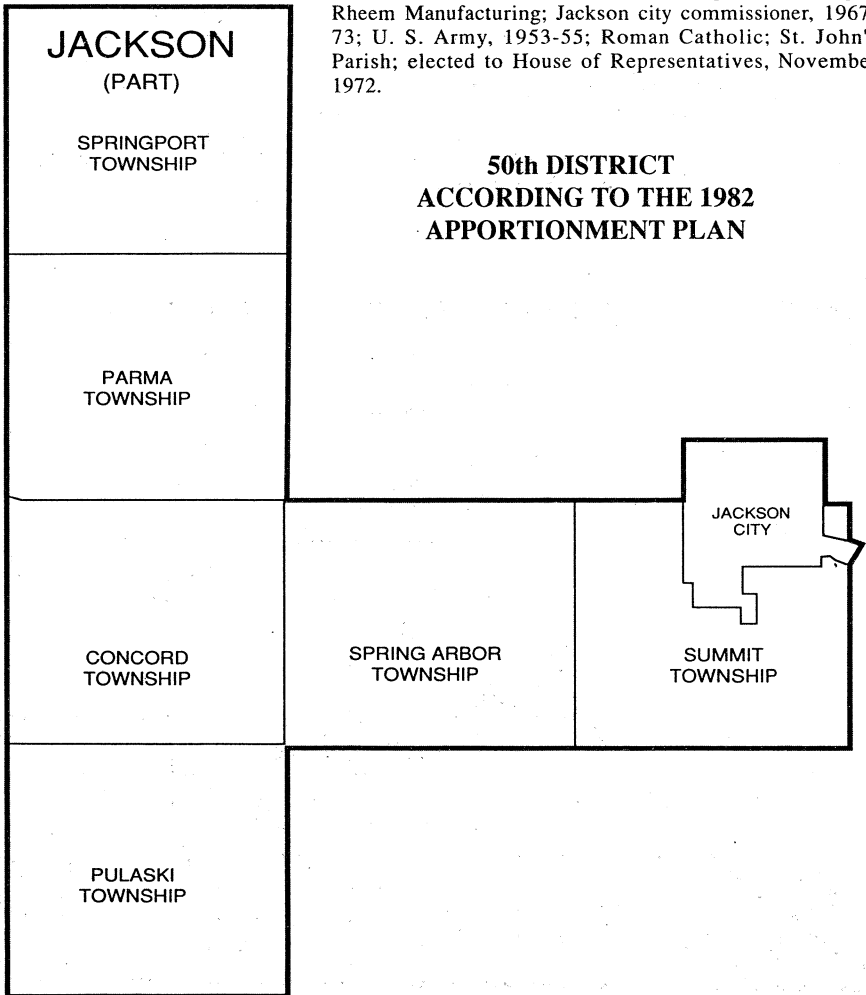 Rheem Manufacturing; Jackson city commissioner, 1967
73; U. S. Army, 1953-55; Roman Catholic; St. John'
Parish; elected to House of Representatives, Novembe
1972.
50th DISTRICT
ACCORDING TO THE 1982
APPORTIONMENT PLAN
JACKSON
(PART)
SPRINGPORT
TOWNSHIP
PARMA
TOWNSHIP
JACKSON
CITY
CONCORD
TOWNSHIP
SPRING ARBOR
TOWNSHIP
SUMMIT
TOWNSHIP
PULASKI
TOWNSHIP